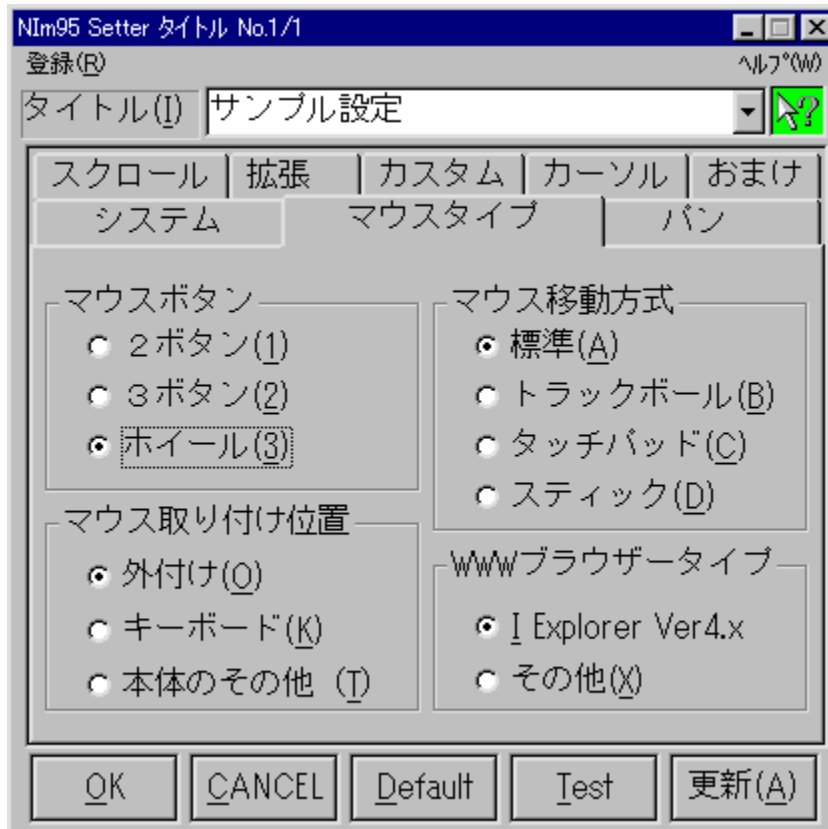 NIm95 Setter タイトル No.1/1
登録(R) ヘルプ(W)
タイトル(I) サンプル設定
スクロール 拡張 カスタム カーソル おまけ
システム マウスタイプ パン
マウスボタン
２ボタン(1)
３ボタン(2)
ホイール(3)
マウス取り付け位置
外付け(O)
キーボード(K)
本体のその他 (T)
マウス移動方式
標準(A)
トラックボール(B)
タッチパッド(C)
スティック(D)
WWWブラウザータイプ
I Explorer Ver4.x
その他(X)
OK CANCEL Default Test 更新(A)